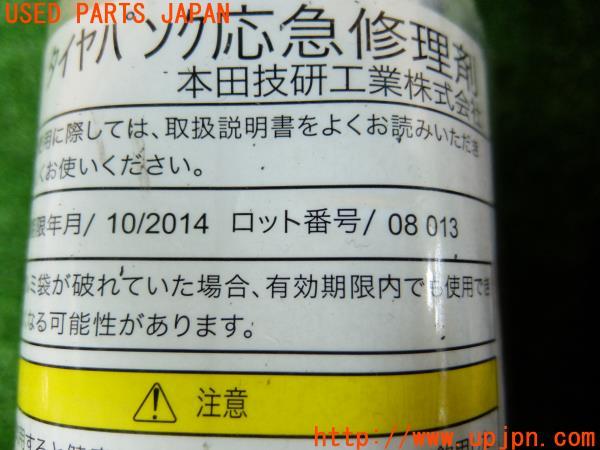 USED PARTS JAPAN
タイヤパンク応急修理剤
本田技研工業株式会社
用に際しては、取扱説明書をよくお読みいただき
くお使いください。
限年月/ 10/2014 ロット番号/ 08 013
ミ袋が破れていた場合、有効期限内でも使用でき
なる可能性があります。
注意
http://www.upjpn.com/